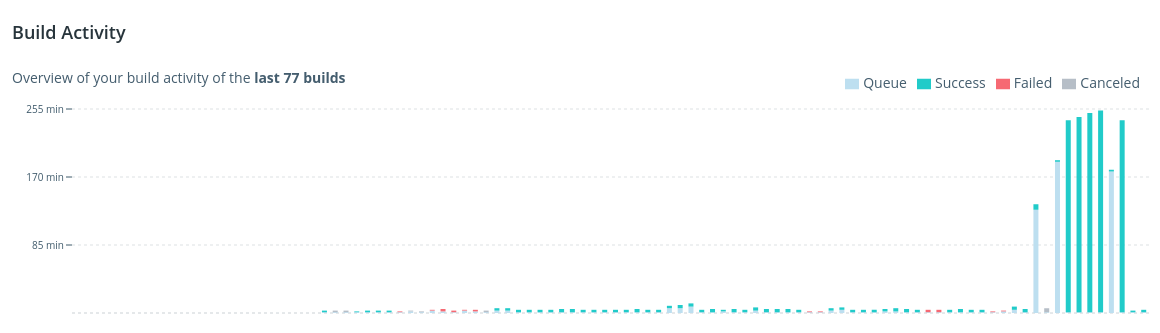 Build Activity
Overview of your build activity of the last 77 builds
Queue Success Failed Canceled
255 min
170 min
85 min